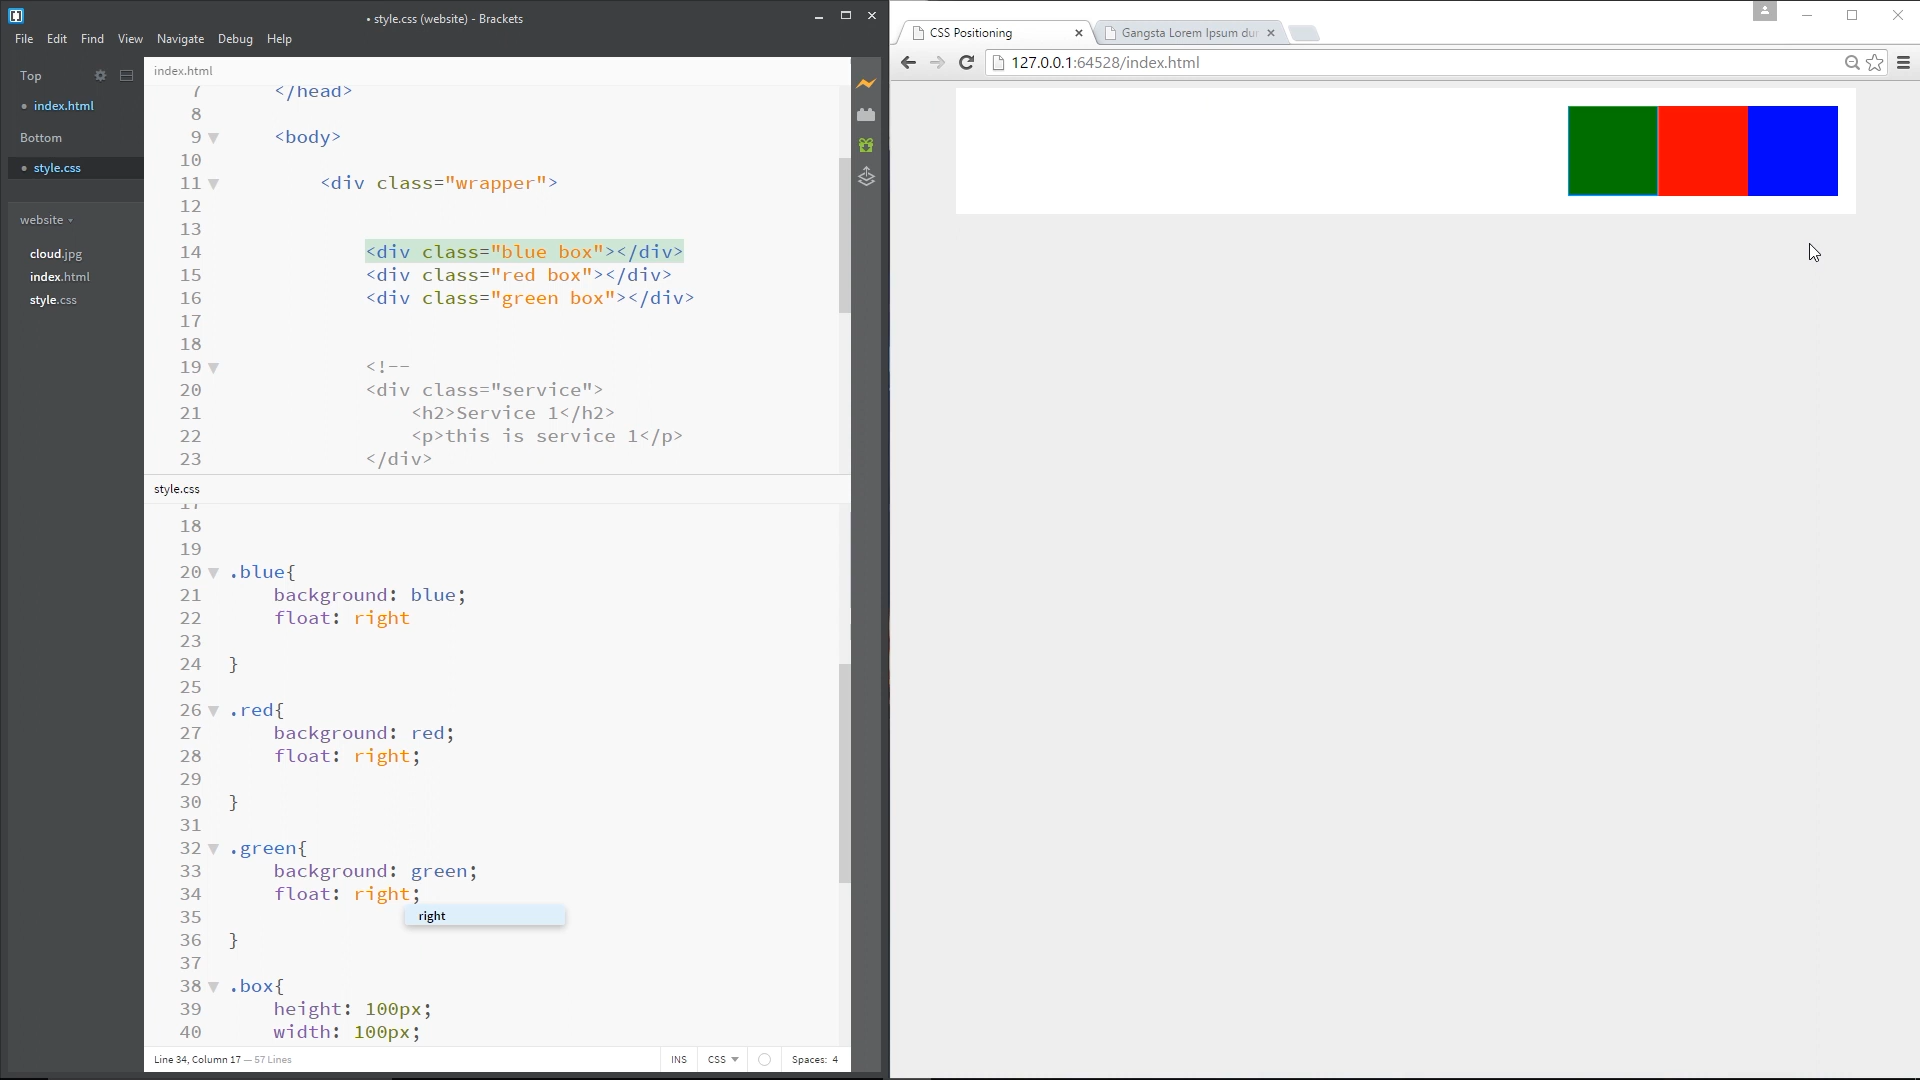 • style.css (website) - Brackets
File Edit Find View Navigate Debug Help
Top
• index.html
Bottom
• style.css
website
cloud.jpg
index.html
style.css
index.html
7 </head>
8
9 <body>
10
11 <div class="wrapper">
12
13
14 <div class="blue box"></div>
15 <div class="red box"></div>
16 <div class="green box"></div>
17
18
19 <!--
20 <div class="service">
21 <h2>Service 1</h2>
22 <p>this is service 1</p>
23 </div>
style.css
17
18
19
20 .blue{
21 background: blue;
22 float: right
23
24 }
25
26 .red{
27 background: red;
28 float: right;
29
30 }
31
32 .green{
33 background: green;
34 float: right;
right
35
36 }
37
38 .box{
39 height: 100px;
40 width: 100px;
Line 34, Column 17 — 57 Lines
INS CSS Spaces: 4
CSS Positioning
Gangsta Lorem Ipsum du
127.0.0.1:64528/index.html